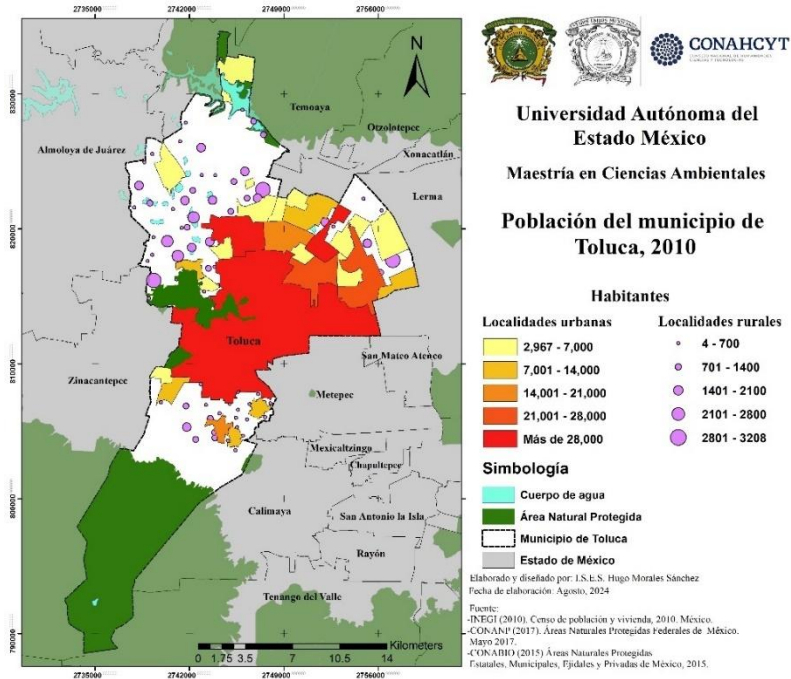 2735000 2742000 2749000 2756000
830000
820000
810000
800000
790000
N
Temoaya
Otzolotepec
Xonacatlán
Almoloya de Juárez
Lerma
Toluca
San Mateo Atenco
Zinacantepec
Metepec
Mexicaltzingo
Chapultepec
Calimaya
San Antonio la Isla
Rayón
Tenango del Valle
Kilometers
0 1.75 3.5 7 10.5 14
2735000 2742000 2749000 2756000
CONAHCYT
Universidad Autónoma del
Estado México
Maestría en Ciencias Ambientales
Población del municipio de
Toluca, 2010
Habitantes
Localidades urbanas
2,967 - 7,000
7,001 - 14,000
14,001 - 21,000
21,001 - 28,000
Más de 28,000
Localidades rurales
4 - 700
701 - 1400
1401 - 2100
2101 - 2800
2801 - 3208
Simbología
Cuerpo de agua
Área Natural Protegida
Municipio de Toluca
Estado de México
Elaborado y diseñado por: I.S.E.S. Hugo Morales Sánchez
Fecha de elaboración: Agosto, 2024
Fuente:
-INEGI (2010). Censo de población y vivienda, 2010. México.
-CONANP (2017). Áreas Naturales Protegidas Federales de México.
Mayo 2017.
-CONABIO (2015) Áreas Naturales Protegidas
Estatales, Municipales, Ejidales y Privadas de México, 2015.